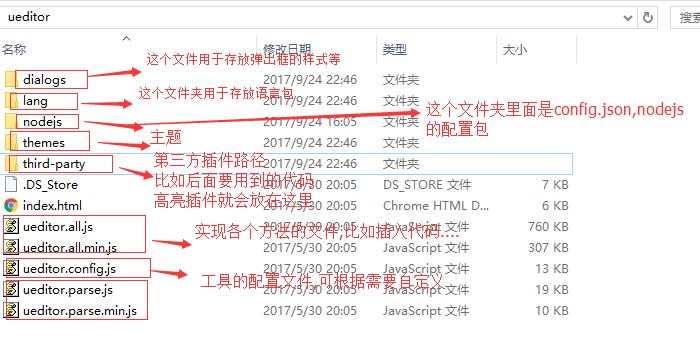 ueditor
搜索
名称
修改日期
类型
大小
这个文件用于存放弹出框的样式等
dialogs
2017/9/24 22:46
文件夹
这个文件夹用于存放语言包
lang
2017/9/24 22:46
文件夹
nodejs
2017/9/24 16:05
文件夹
这个文件夹里面是config.json,nodejs
的配置包
主题
themes
2017/9/24 22:46
文件夹
第三方插件路径
third-party
2017/9/24 22:46
文件夹
比如后面要用到的代码
.DS_Store
2017/5/30 20:05
DS_STORE 文件
7 KB
高亮插件就会放在这里
index.html
2017/5/30 20:05
Chrome HTML D...
6 KB
ueditor.all.js
2017/5/30 20:05
JavaScript 文件
760 KB
实现各个方法的文件,比如插入代码....
ueditor.all.min.js
2017/5/30 20:05
JavaScript 文件
307 KB
ueditor.config.js
2017/5/30 20:05
JavaScript 文件
13 KB
工具的配置文件,可根据需要自定义
ueditor.parse.js
2017/5/30 20:05
JavaScript 文件
19 KB
ueditor.parse.min.js
2017/5/30 20:05
JavaScript 文件
10 KB